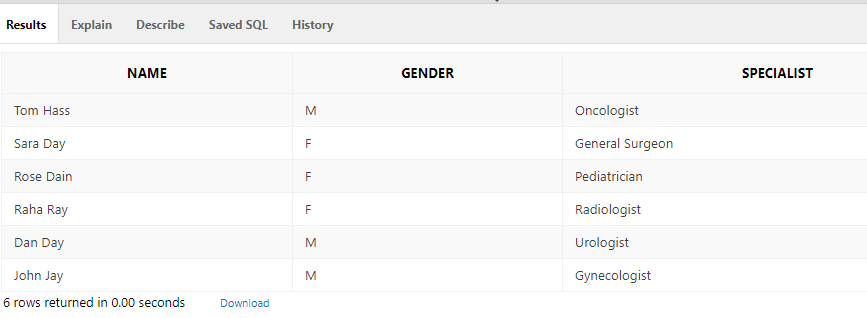 Results Explain Describe Saved SQL History
NAME GENDER SPECIALIST
Tom Hass M Oncologist
Sara Day F General Surgeon
Rose Dain F Pediatrician
Raha Ray F Radiologist
Dan Day M Urologist
John Jay M Gynecologist
6 rows returned in 0.00 seconds Download